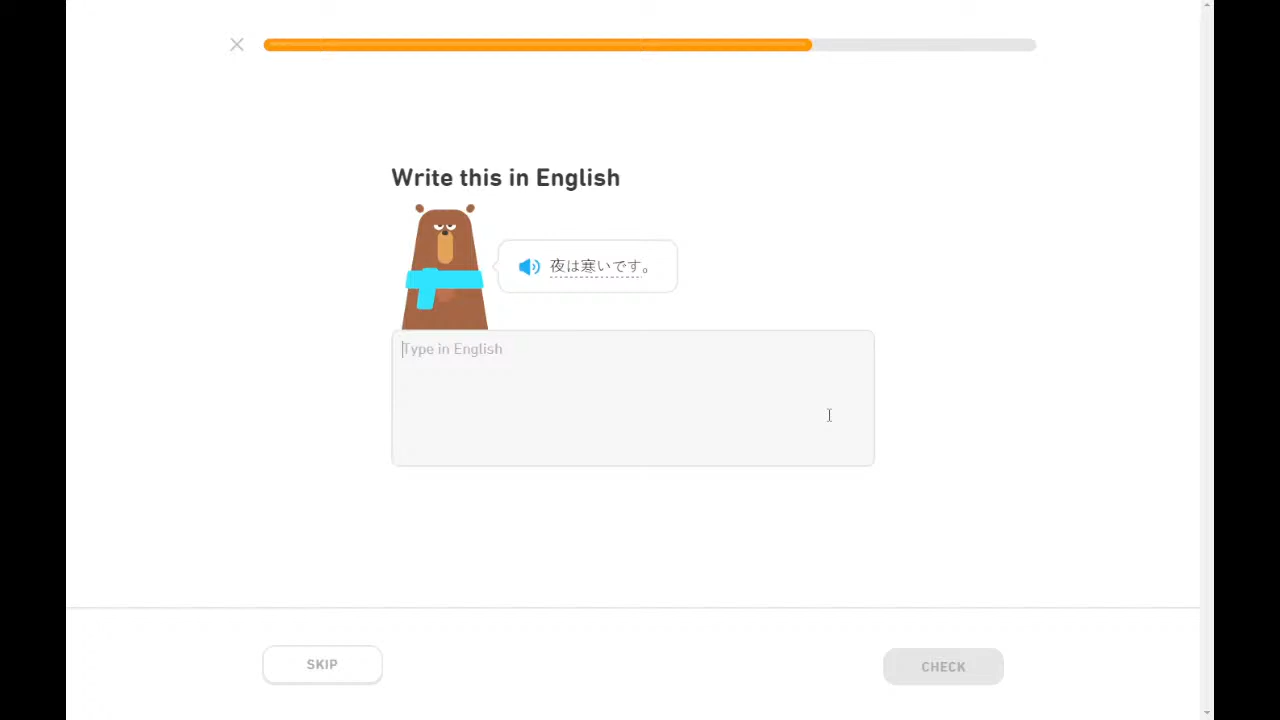 Write this in English
夜は寒いです。
Type in English
SKIP
CHECK